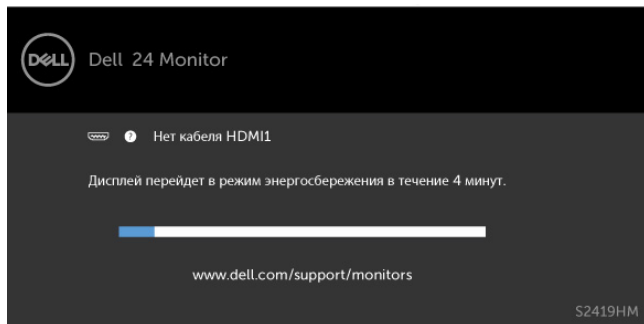 DELL
Dell 24 Monitor
? Нет кабеля HDMI1
Дисплей перейдет в режим энергосбережения в течение 4 минут.
www.dell.com/support/monitors
S2419HM